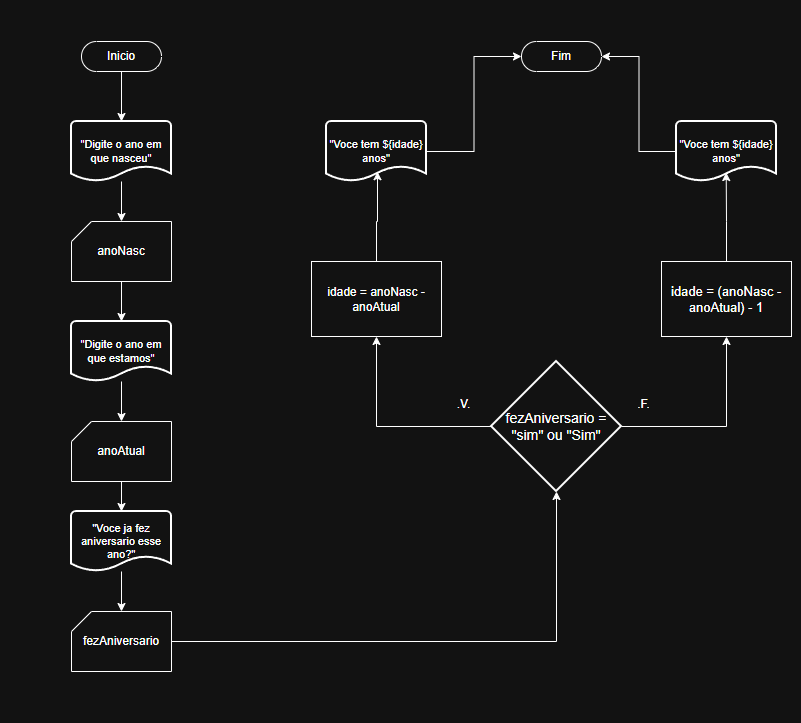 Inicio
"Digite o ano em
que nasceu"
anoNasc
"Digite o ano em
que estamos"
anoAtual
"Voce ja fez
aniversario esse
ano?"
fezAniversario
fezAniversario =
"sim" ou "Sim"
.V.
idade = anoNasc -
anoAtual
"Voce tem ${idade}
anos"
.F.
idade = (anoNasc -
anoAtual) - 1
"Voce tem ${idade}
anos"
Fim